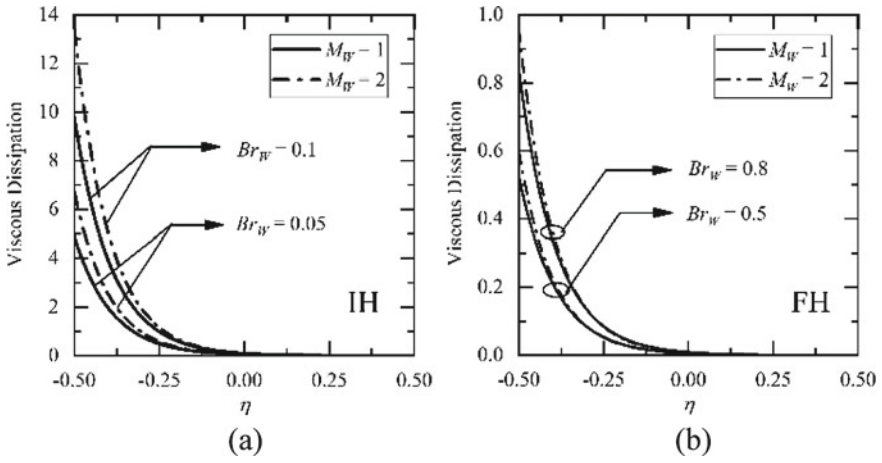 Viscous Dissipation
14
12
10
8
6
4
2
0
-0.50
-0.25
0.00
0.25
0.50
η
M_W − 1
M_W − 2
Br_W − 0.1
Br_W = 0.05
IH
(a)
Viscous Dissipation
1.0
0.8
0.6
0.4
0.2
0.0
-0.50
-0.25
0.00
0.25
0.50
η
M_W − 1
M_W − 2
Br_W = 0.8
Br_W = 0.5
FH
(b)